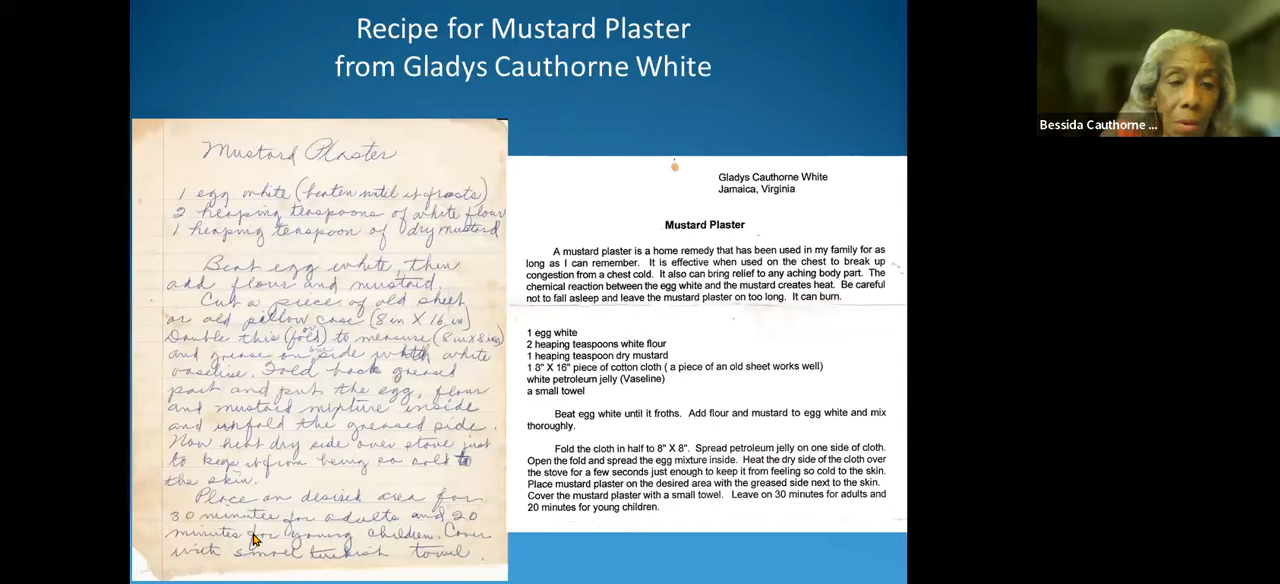 Recipe for Mustard Plaster
from Gladys Cauthorne White
Bessida Cauthorne ...
Mustard Plaster
1 egg white (beaten until it frosts)
2 heaping teaspoons of white flour
1 heaping teaspoon of dry mustard
Beat egg white, then
add flour and mustard.
Cut a piece of old sheet
or old pillow case (8 in X 16 in)
Double this (or fold) to measure (8 in. x 8 in.)
and grease on one side with white
vaseline. Fold back greased
part and put the egg, flour
and mustard mixture inside
and unfold the greased side.
Now heat dry side over stove just
to keep it from being so cold to
the skin.
Place on desired area for
30 minutes for adults and 20
minutes for young children. Cover
with small turkish towel.
Gladys Cauthorne White
Jamaica, Virginia
Mustard Plaster
A mustard plaster is a home remedy that has been used in my family for as
long as I can remember. It is effective when used on the chest to break up
congestion from a chest cold. It also can bring relief to any aching body part. The
chemical reaction between the egg white and the mustard creates heat. Be careful
not to fall asleep and leave the mustard plaster on too long. It can burn.
1 egg white
2 heaping teaspoons white flour
1 heaping teaspoon dry mustard
1 8" X 16" piece of cotton cloth ( a piece of an old sheet works well)
white petroleum jelly (Vaseline)
a small towel
Beat egg white until it froths. Add flour and mustard to egg white and mix
thoroughly.
Fold the cloth in half to 8" X 8". Spread petroleum jelly on one side of cloth.
Open the fold and spread the egg mixture inside. Heat the dry side of the cloth over
the stove for a few seconds just enough to keep it from feeling so cold to the skin.
Place mustard plaster on the desired area with the greased side next to the skin.
Cover the mustard plaster with a small towel. Leave on 30 minutes for adults and
20 minutes for young children.